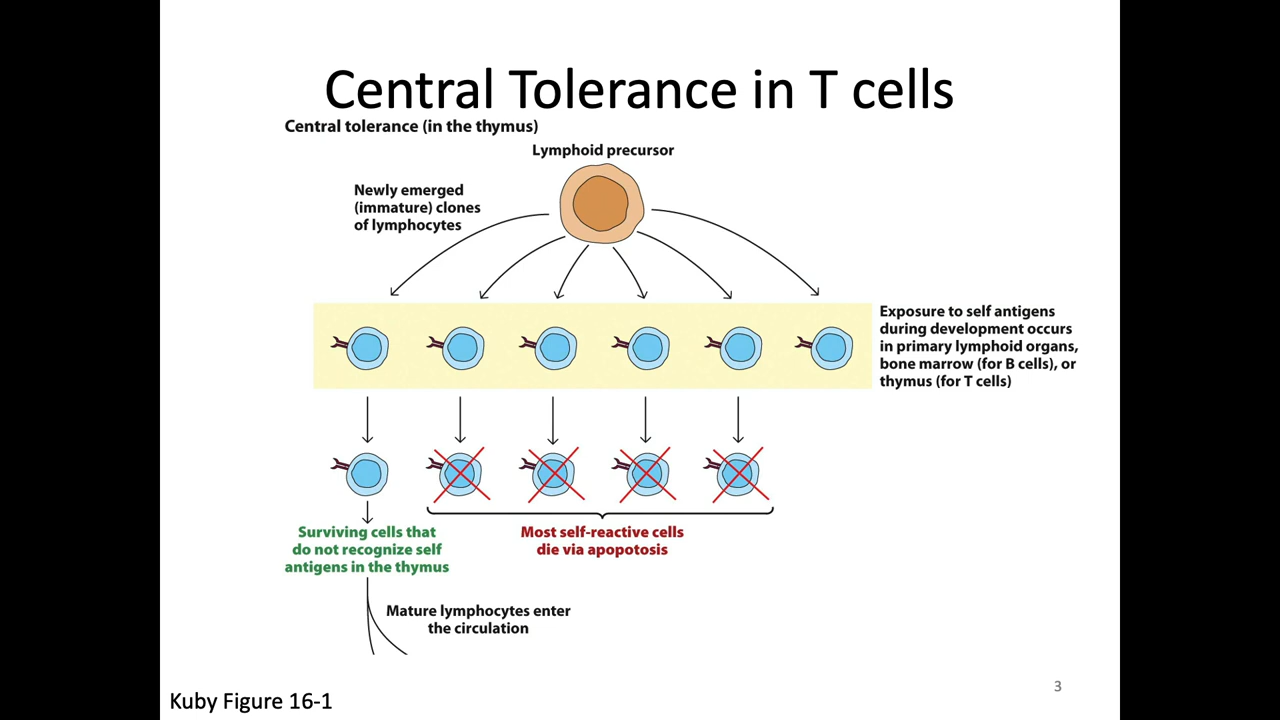 Central Tolerance in T cells
Central tolerance (in the thymus)
Lymphoid precursor
Newly emerged
(immature) clones
of lymphocytes
Exposure to self antigens
during development occurs
in primary lymphoid organs,
bone marrow (for B cells), or
thymus (for T cells)
Surviving cells that
do not recognize self
antigens in the thymus
Most self-reactive cells
die via apopotosis
Mature lymphocytes enter
the circulation
3
Kuby Figure 16-1